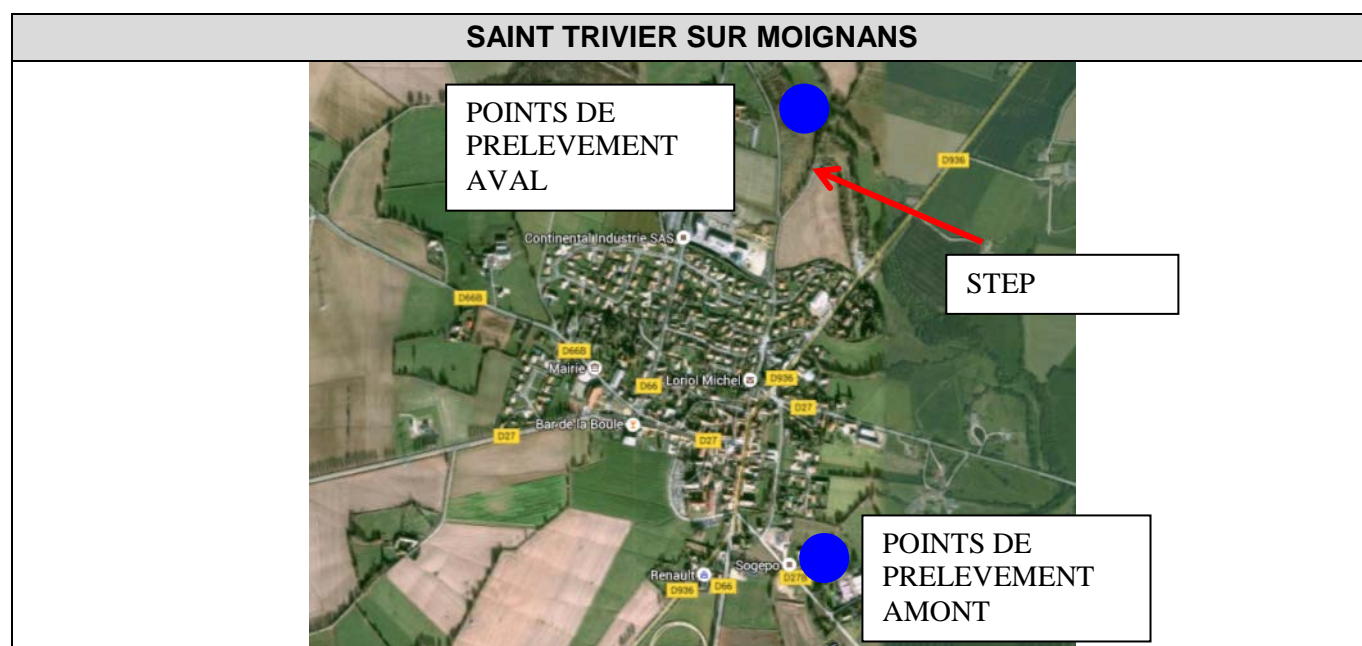 SAINT TRIVIER SUR MOIGNANS
POINTS DE
PRELEVEMENT
AVAL
D936
Continental Industrie SAS
STEP
D66B
D66B
Mairie
D66
Loriol Michel
D936
D27
Bar de la Boule
D27
D27
POINTS DE
PRELEVEMENT
AMONT
Sogepo
Renault
D27B
D936
D66